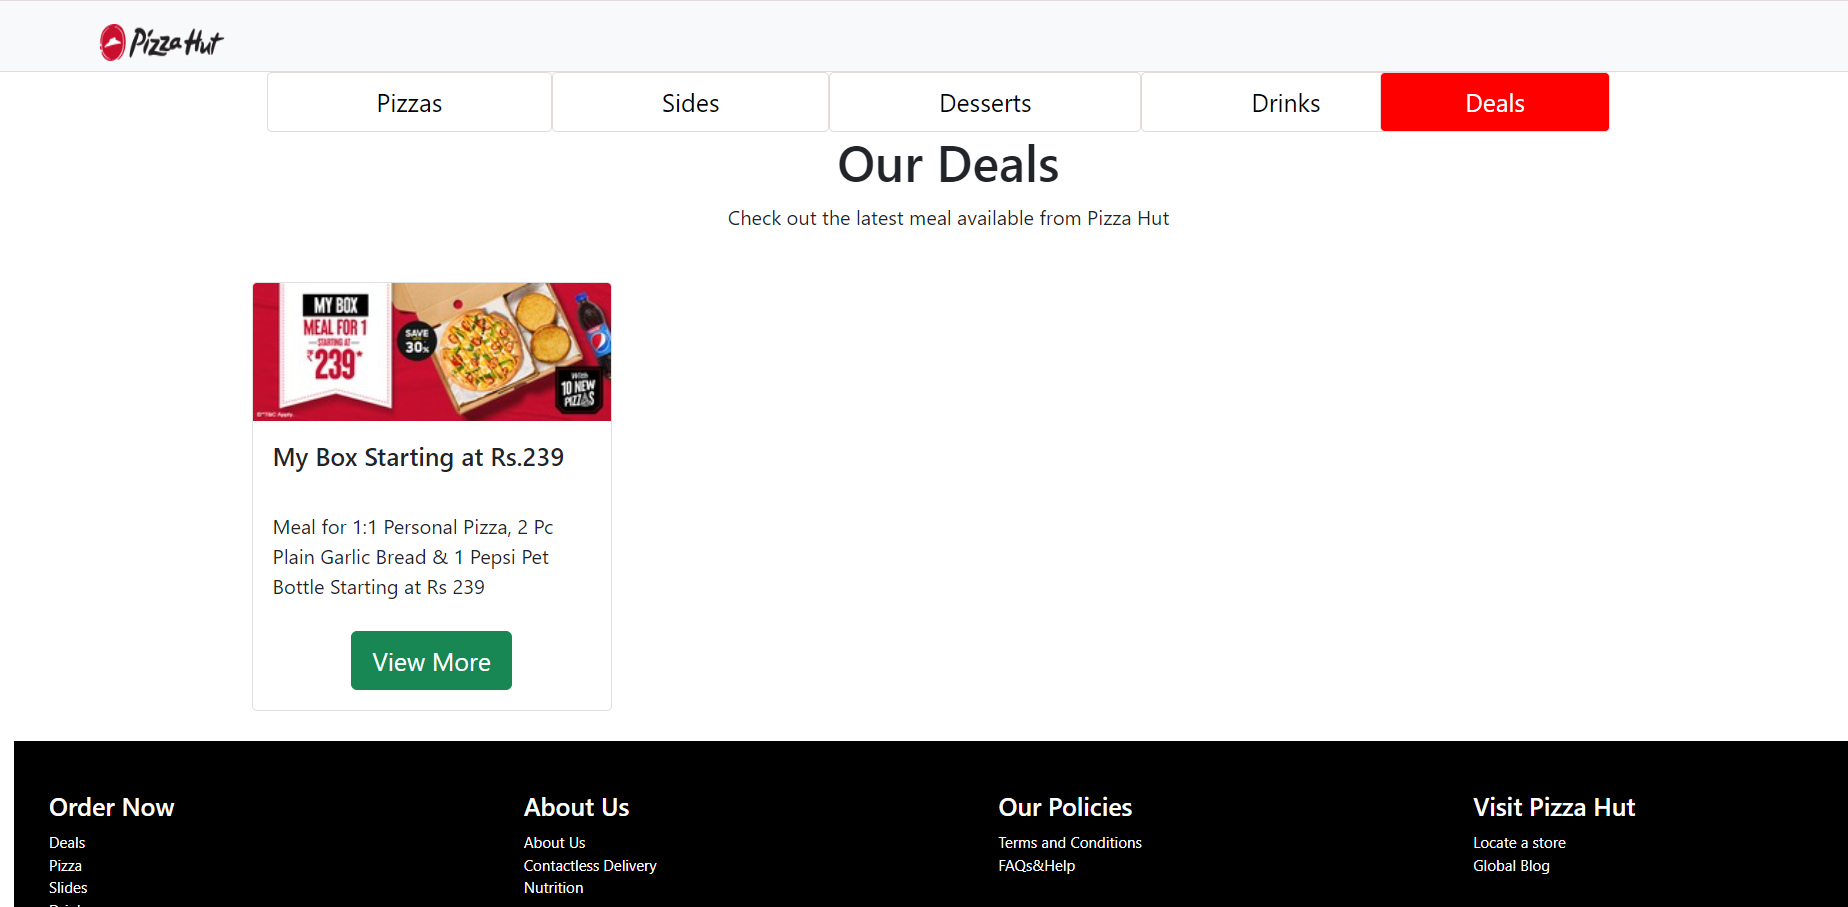 Pizza Hut
Pizzas
Sides
Desserts
Drinks
Deals
Our Deals
Check out the latest meal available from Pizza Hut
MY BOX
MEAL FOR 1
STARTING AT
₹239*
SAVE
30%
With
10 NEW
PIZZAS
T&C Apply.
My Box Starting at Rs.239
Meal for 1:1 Personal Pizza, 2 Pc
Plain Garlic Bread & 1 Pepsi Pet
Bottle Starting at Rs 239
View More
Order Now
Deals
Pizza
Slides
About Us
About Us
Contactless Delivery
Nutrition
Our Policies
Terms and Conditions
FAQs&Help
Visit Pizza Hut
Locate a store
Global Blog